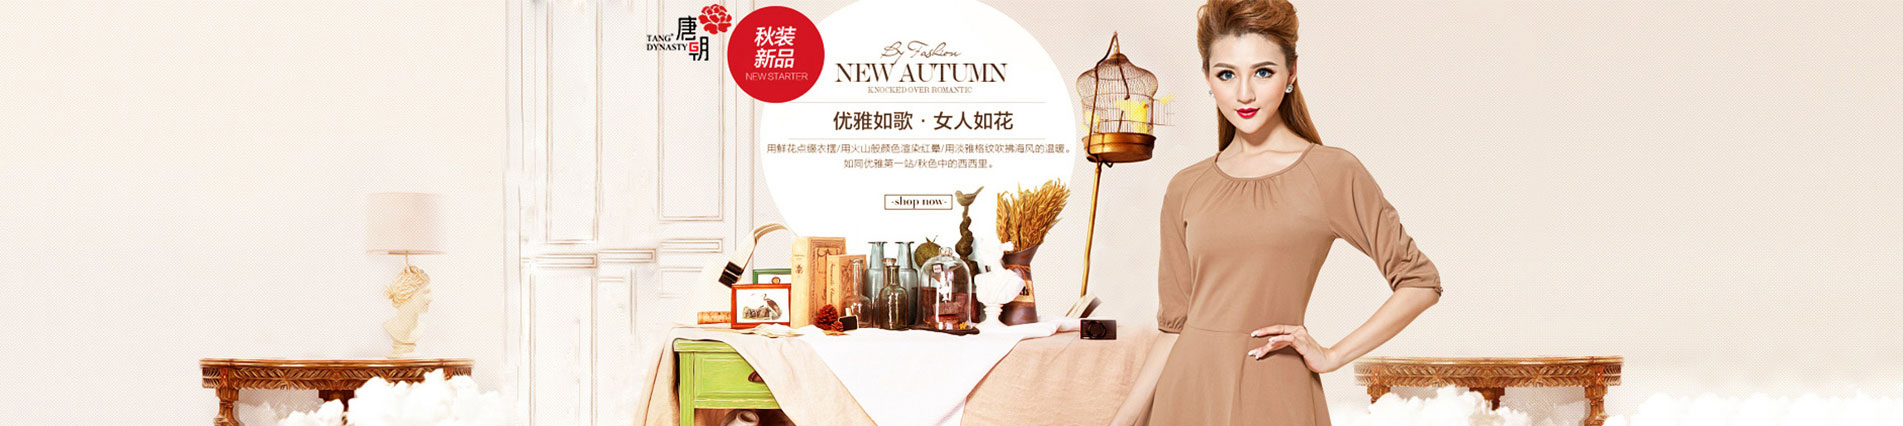 TANG
DYNASTY
唐朝
秋装
新品
NEW STARTER
By Fashion
NEW AUTUMN
KNOCKED OVER ROMANTIC
优雅如歌 · 女人如花
用鲜花点缀衣摆/用火山般颜色渲染红晕/用淡雅格纹吹拂海风的温暖。
如同优雅第一站/秋色中的西西里。
-shop now-